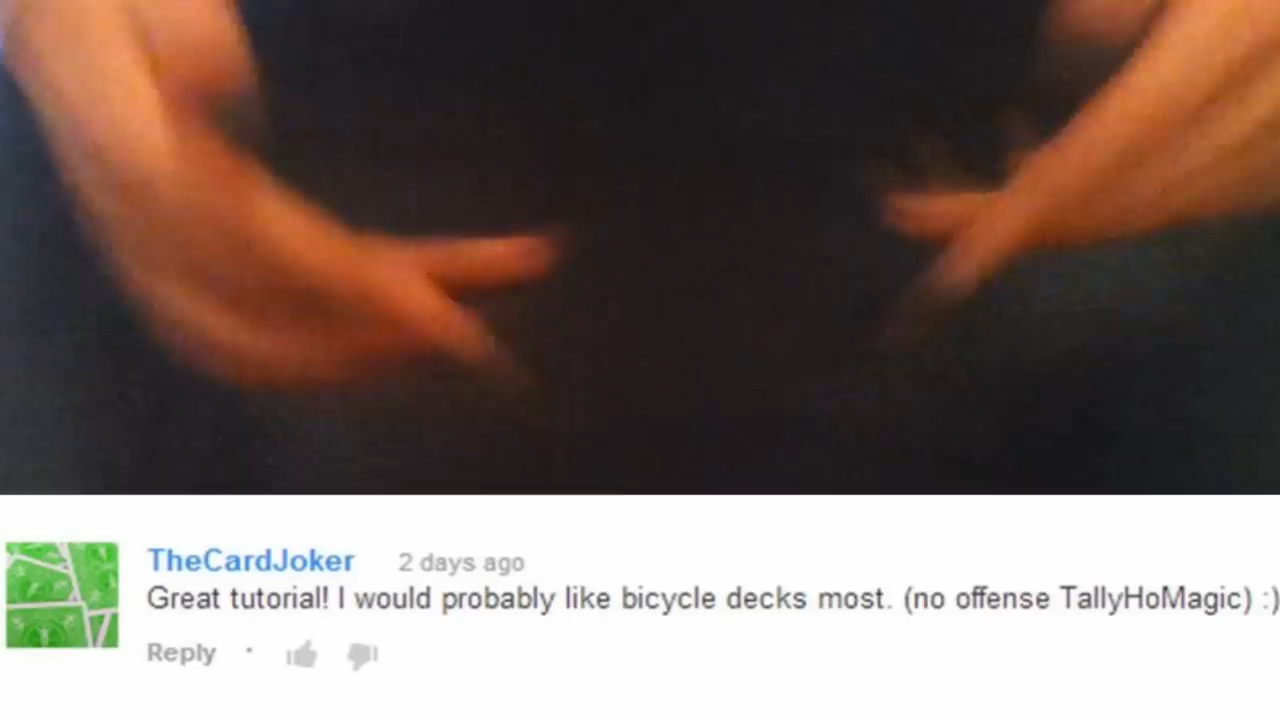 TheCardJoker 2 days ago
Great tutorial! I would probably like bicycle decks most. (no offense TallyHoMagic) :)
Reply ·